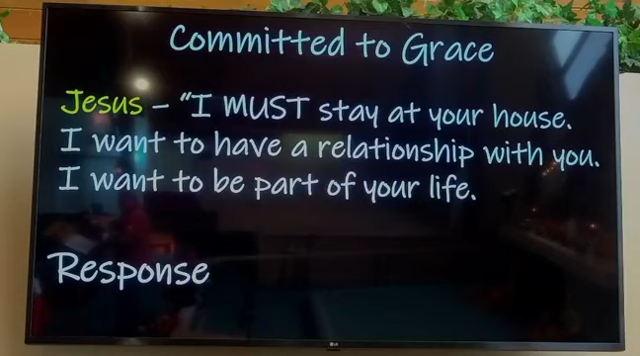 Committed to Grace
Jesus – "I MUST stay at your house.
I want to have a relationship with you.
I want to be part of your life.
Response
LG